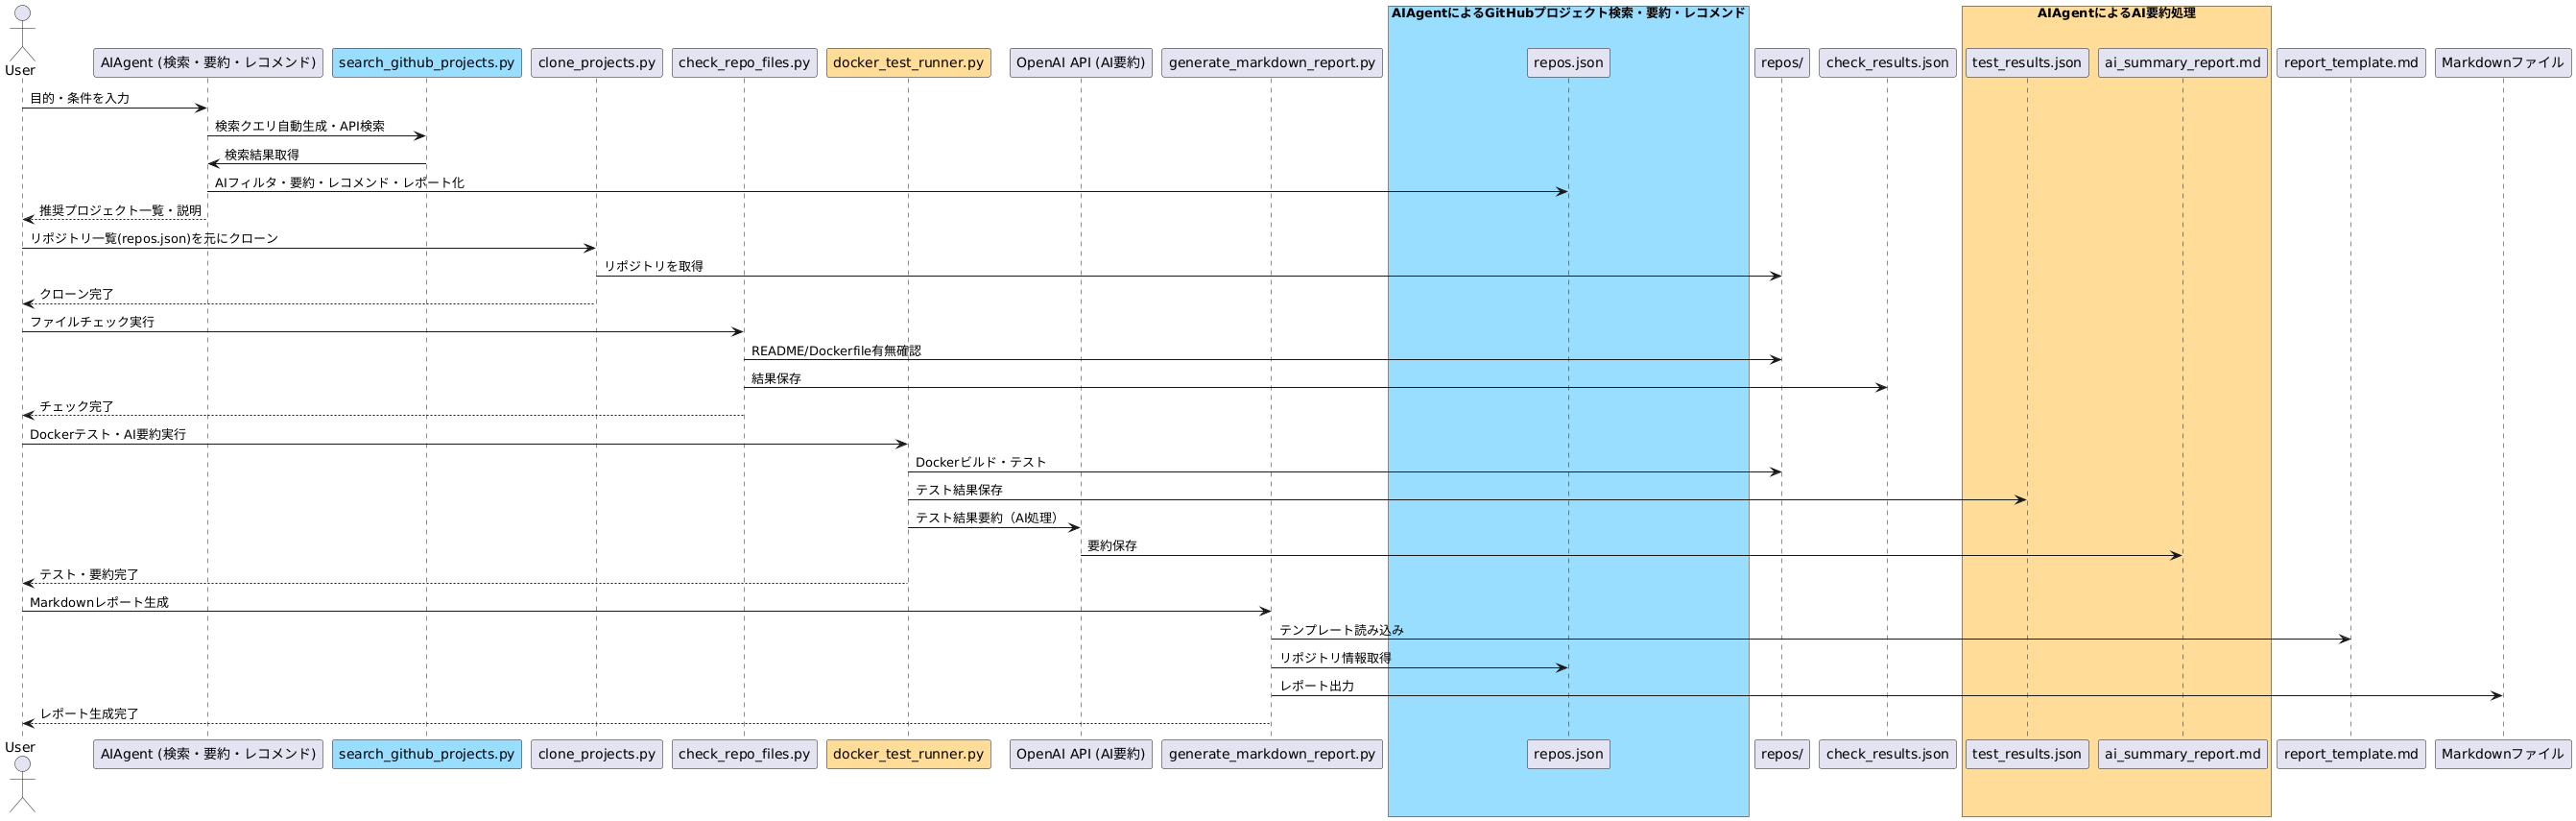 AIAgentによるGitHubプロジェクト検索・要約・レコメンド
AIAgentによるAI要約処理
User
AIAgent (検索・要約・レコメンド)
search_github_projects.py
clone_projects.py
check_repo_files.py
docker_test_runner.py
OpenAI API (AI要約)
generate_markdown_report.py
repos.json
repos/
check_results.json
test_results.json
ai_summary_report.md
report_template.md
Markdownファイル
目的・条件を入力
検索クエリ自動生成・API検索
検索結果取得
AIフィルタ・要約・レコメンド・レポート化
推奨プロジェクト一覧・説明
リポジトリ一覧(repos.json)を元にクローン
リポジトリを取得
クローン完了
ファイルチェック実行
README/Dockerfile有無確認
結果保存
チェック完了
Dockerテスト・AI要約実行
Dockerビルド・テスト
テスト結果保存
テスト結果要約（AI処理）
要約保存
テスト・要約完了
Markdownレポート生成
テンプレート読み込み
リポジトリ情報取得
レポート出力
レポート生成完了
User
AIAgent (検索・要約・レコメンド)
search_github_projects.py
clone_projects.py
check_repo_files.py
docker_test_runner.py
OpenAI API (AI要約)
generate_markdown_report.py
repos.json
repos/
check_results.json
test_results.json
ai_summary_report.md
report_template.md
Markdownファイル